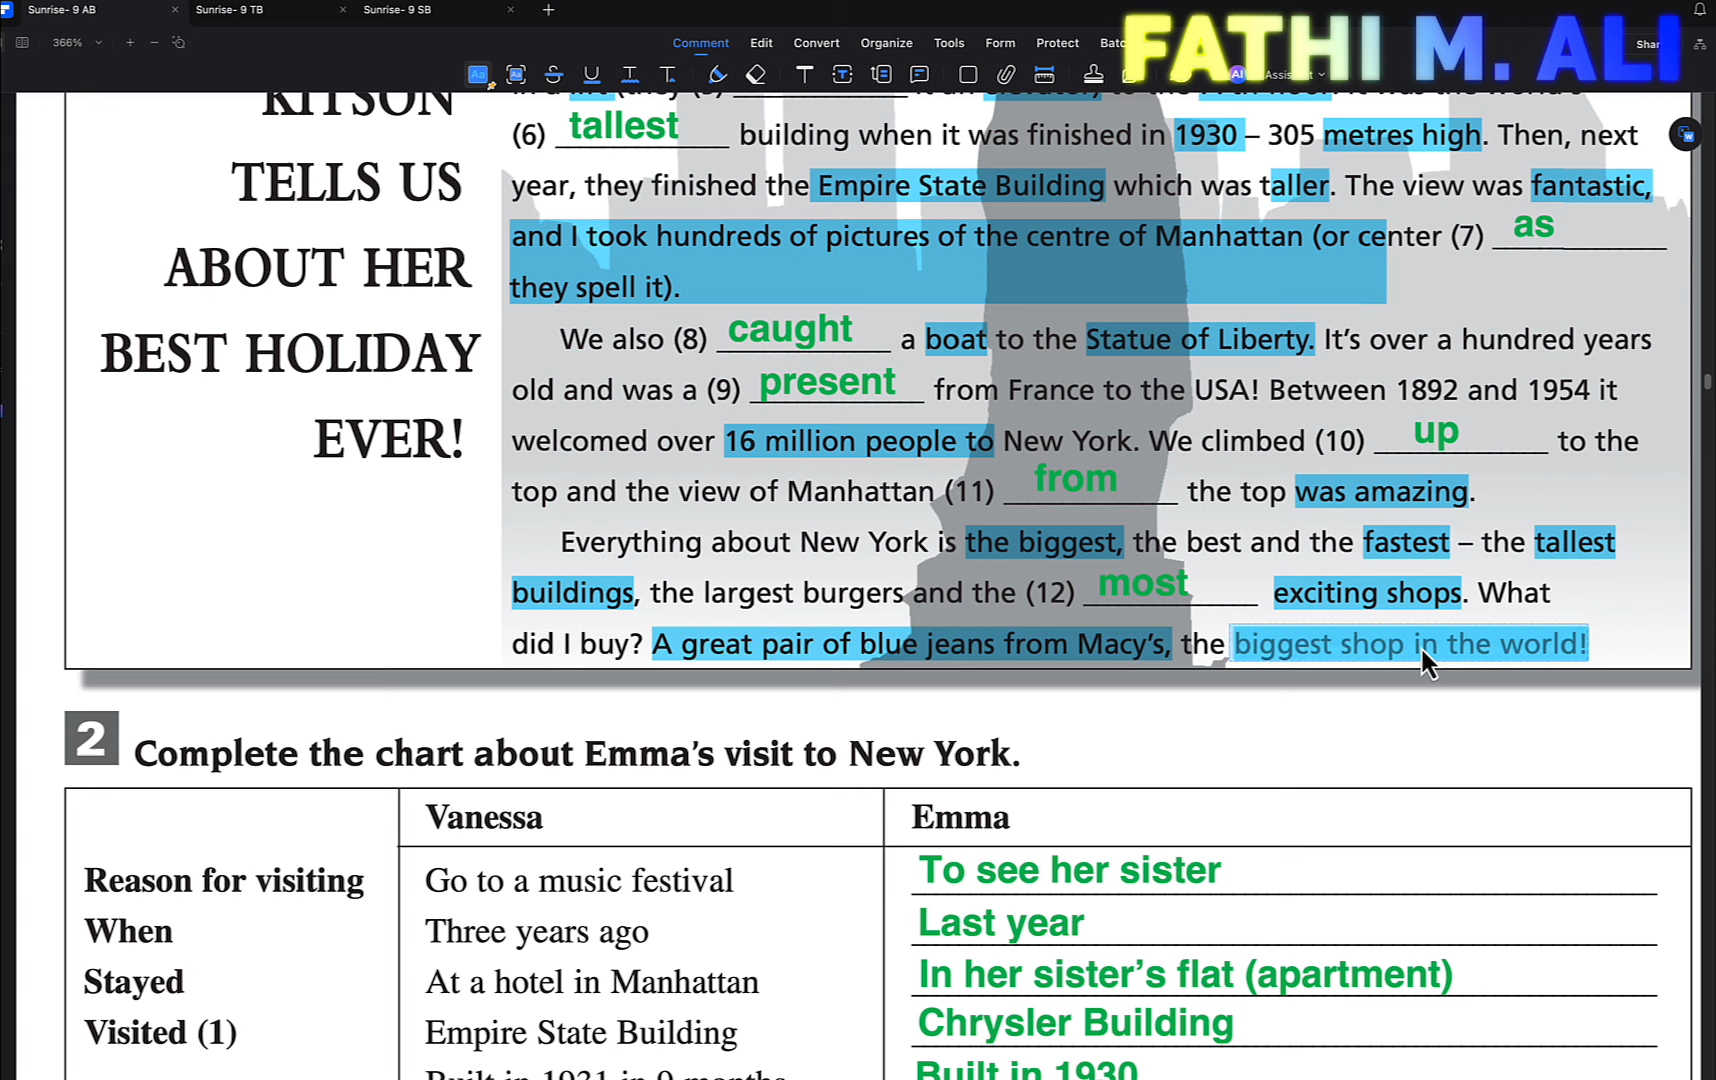 Sunrise- 9 AB
Sunrise- 9 TB
Sunrise- 9 SB
366%
Comment Edit Convert Organize Tools Form Protect
FATHI M. ALI
KITSON
TELLS US
ABOUT HER
BEST HOLIDAY
EVER!
(6) tallest building when it was finished in 1930 – 305 metres high. Then, next
year, they finished the Empire State Building which was taller. The view was fantastic,
and I took hundreds of pictures of the centre of Manhattan (or center (7) as
they spell it).
We also (8) caught a boat to the Statue of Liberty. It's over a hundred years
old and was a (9) present from France to the USA! Between 1892 and 1954 it
welcomed over 16 million people to New York. We climbed (10) up to the
top and the view of Manhattan (11) from the top was amazing.
Everything about New York is the biggest, the best and the fastest – the tallest
buildings, the largest burgers and the (12) most exciting shops. What
did I buy? A great pair of blue jeans from Macy's, the biggest shop in the world!
2 Complete the chart about Emma's visit to New York.
Vanessa Emma
Reason for visiting Go to a music festival To see her sister
When Three years ago Last year
Stayed At a hotel in Manhattan In her sister's flat (apartment)
Visited (1) Empire State Building Chrysler Building
Built in 1931 in 9 months Built in 1930